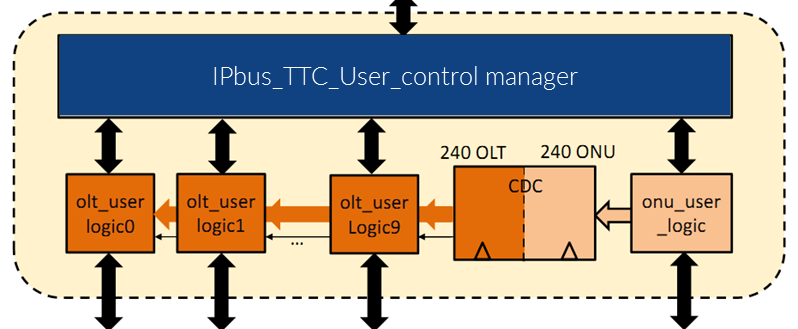 IPbus_TTC_User_control manager
240 OLT
240 ONU
olt_user
logic0
olt_user
logic1
...
olt_user
Logic9
CDC
onu_user
_logic